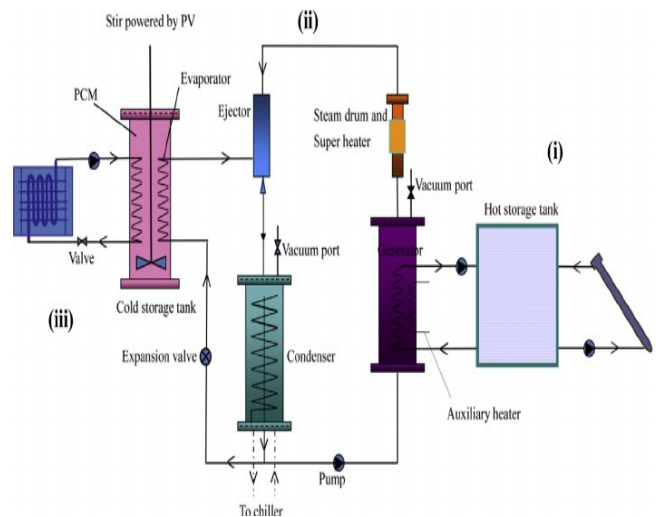 Stir powered by PV
(ii)
Evaporator
PCM
Ejector
Steam drum and
Super heater
(i)
Vacuum port
Hot storage tank
Generator
Vacuum port
Valve
(iii)
Cold storage tank
Expansion valve
Condenser
Auxiliary heater
Pump
To chiller